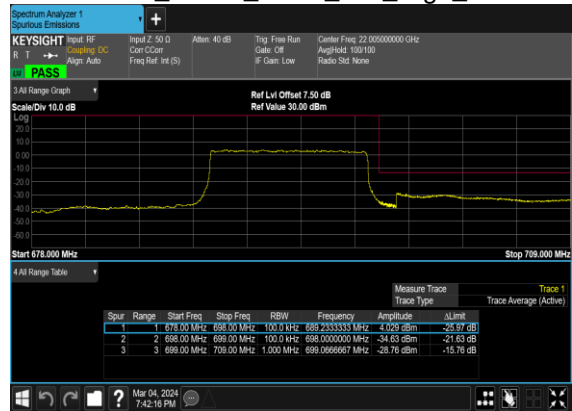 Spectrum Analyzer 1
Spurious Emissions
+
KEYSIGHT Input: RF Input Z: 50 Ω Atten: 40 dB Trig: Free Run Center Freq: 22.005000000 GHz
R T Coupling: DC Corr CCorr Gate: Off Avg|Hold: 100/100
Align: Auto Freq Ref: Int (S) IF Gain: Low Radio Std: None
PASS
3 All Range Graph
Ref Lvl Offset 7.50 dB
Scale/Div 10.0 dB Ref Value 30.00 dBm
Log
20.0
10.0
0.00
-10.0
-20.0
-30.0
-40.0
-50.0
-60.0
Start 678.000 MHz Stop 709.000 MHz
4 All Range Table
Measure Trace Trace 1
Trace Type Trace Average (Active)
Spur Range Start Freq Stop Freq RBW Frequency Amplitude ΔLimit
1 1 678.00 MHz 698.00 MHz 100.0 kHz 689.2333333 MHz 4.029 dBm -25.97 dB
2 2 698.00 MHz 699.00 MHz 100.0 kHz 698.0000000 MHz -34.63 dBm -21.63 dB
3 3 699.00 MHz 709.00 MHz 1.000 MHz 699.0666667 MHz -28.76 dBm -15.76 dB
? Mar 04, 2024
7:42:16 PM